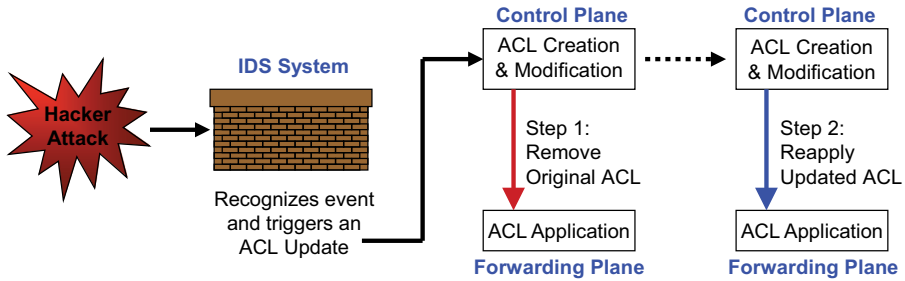 Hacker
Attack
IDS System
Recognizes event
and triggers an
ACL Update
Control Plane
ACL Creation
& Modification
Step 1:
Remove
Original ACL
ACL Application
Forwarding Plane
Control Plane
ACL Creation
& Modification
Step 2:
Reapply
Updated ACL
ACL Application
Forwarding Plane